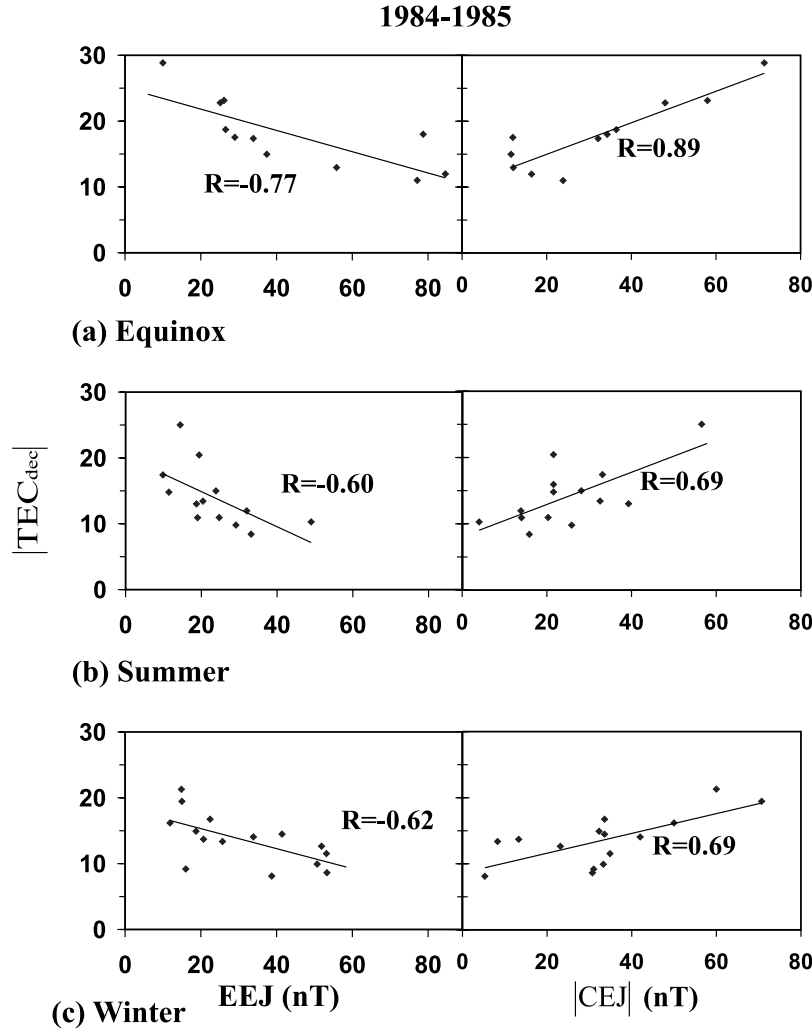 1984-1985
30
20
10
0
R=-0.77
R=0.89
0 20 40 60 80 0 20 40 60 80
(a) Equinox
30
20
10
0
R=-0.60
R=0.69
0 20 40 60 80 0 20 40 60 80
(b) Summer
|TECdec|
30
20
10
0
R=-0.62
R=0.69
0 20 40 60 80 0 20 40 60 80
EEJ (nT) |CEJ| (nT)
(c) Winter